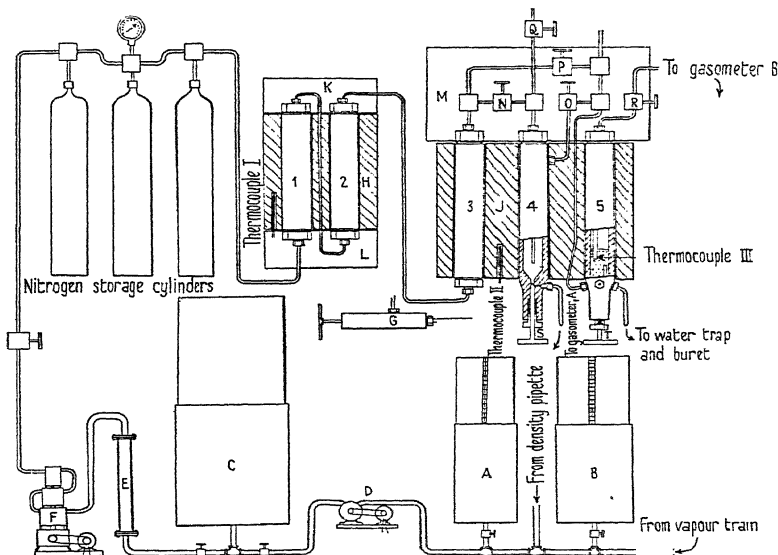 Q
K
P
To gasometer B
M
N
O
R
Thermocouple I
1
2
H
3
J
4
5
L
Thermocouple III
Nitrogen storage cylinders
G
Thermocouple II
To gasometer A
To water trap
and buret
C
A
B
From density pipette
D
E
F
From vapour train